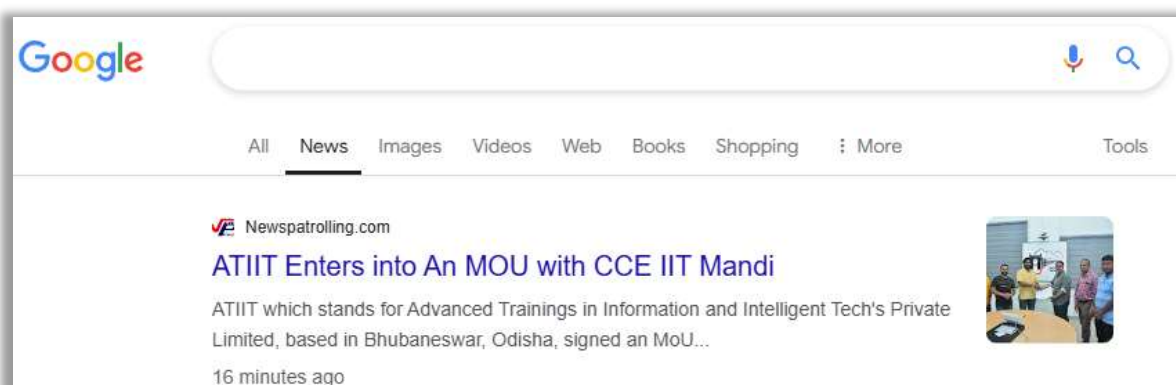 Google
All News Images Videos Web Books Shopping More Tools
Newspatrolling.com
ATIIT Enters into An MOU with CCE IIT Mandi
ATIIT which stands for Advanced Trainings in Information and Intelligent Tech's Private
Limited, based in Bhubaneswar, Odisha, signed an MoU...
16 minutes ago